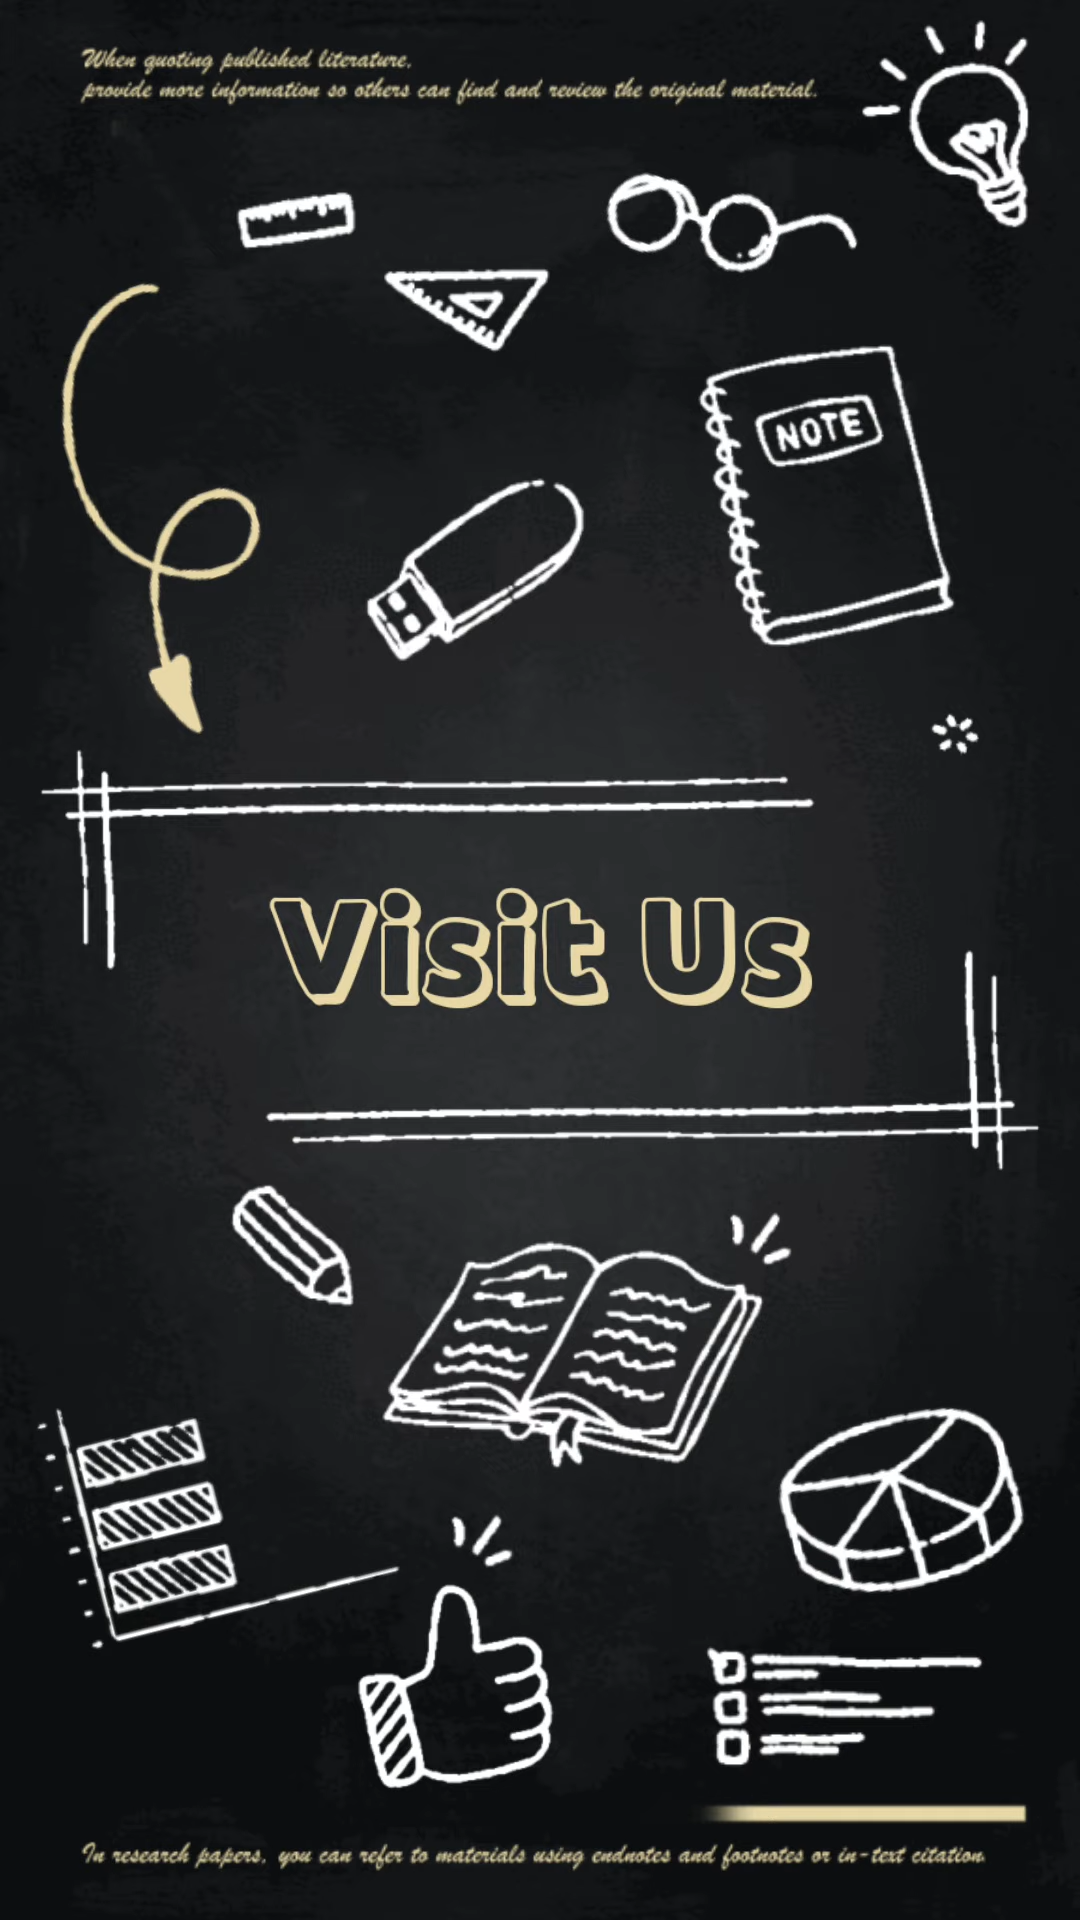 When quoting published literature,
provide more information so others can find and review the original material.
NOTE
Visit Us
In research papers, you can refer to materials using endnotes and footnotes or in-text citation.